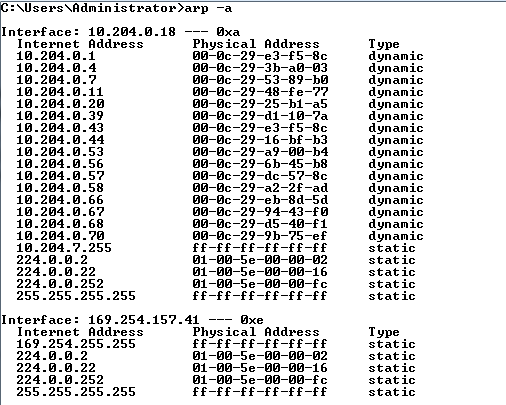 C:\Users\Administrator>arp -a
Interface: 10.204.0.18 --- 0xa
Internet Address Physical Address Type
10.204.0.1 00-0c-29-e3-f5-8c dynamic
10.204.0.4 00-0c-29-3b-a0-03 dynamic
10.204.0.7 00-0c-29-53-89-b0 dynamic
10.204.0.11 00-0c-29-48-fe-77 dynamic
10.204.0.20 00-0c-29-25-b1-a5 dynamic
10.204.0.39 00-0c-29-d1-10-7a dynamic
10.204.0.43 00-0c-29-e3-f5-8c dynamic
10.204.0.44 00-0c-29-16-bf-b3 dynamic
10.204.0.53 00-0c-29-a9-00-b4 dynamic
10.204.0.56 00-0c-29-6b-45-b8 dynamic
10.204.0.57 00-0c-29-dc-57-8c dynamic
10.204.0.58 00-0c-29-a2-2f-ad dynamic
10.204.0.66 00-0c-29-eb-8d-5d dynamic
10.204.0.67 00-0c-29-94-43-f0 dynamic
10.204.0.68 00-0c-29-d5-40-f1 dynamic
10.204.0.70 00-0c-29-9b-75-ef dynamic
10.204.7.255 ff-ff-ff-ff-ff-ff static
224.0.0.2 01-00-5e-00-00-02 static
224.0.0.22 01-00-5e-00-00-16 static
224.0.0.252 01-00-5e-00-00-fc static
255.255.255.255 ff-ff-ff-ff-ff-ff static
Interface: 169.254.157.41 --- 0xe
Internet Address Physical Address Type
169.254.255.255 ff-ff-ff-ff-ff-ff static
224.0.0.2 01-00-5e-00-00-02 static
224.0.0.22 01-00-5e-00-00-16 static
224.0.0.252 01-00-5e-00-00-fc static
255.255.255.255 ff-ff-ff-ff-ff-ff static